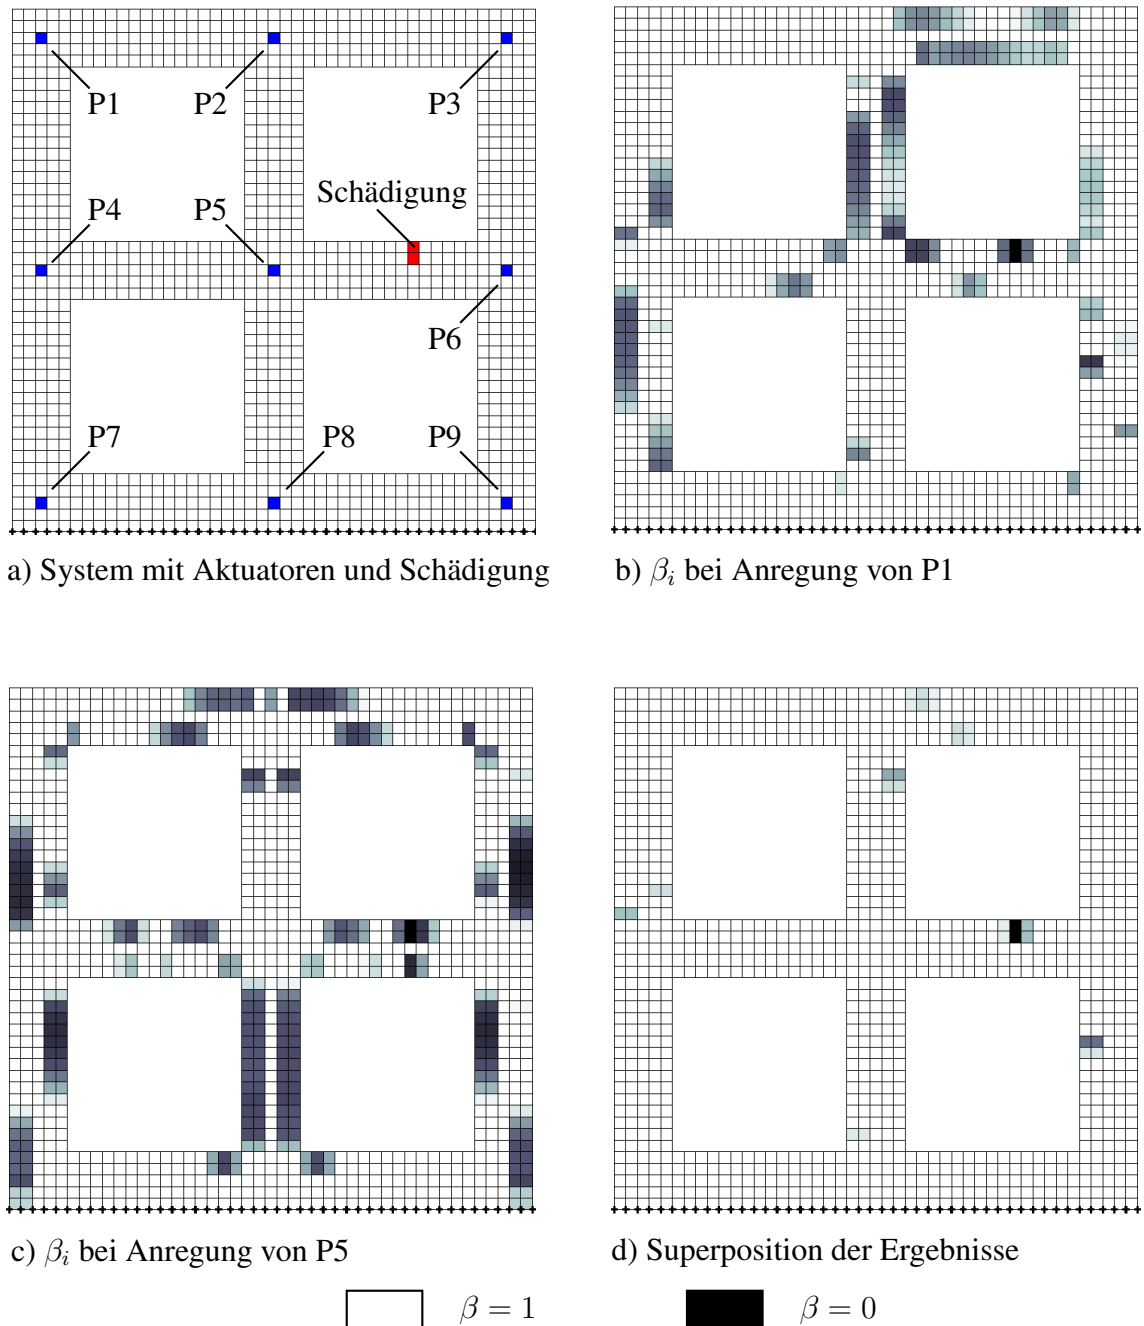 P1
P2
P3
Schädigung
P4
P5
P6
P7
P8
P9
a) System mit Aktuatoren und Schädigung
b) βi bei Anregung von P1
c) βi bei Anregung von P5
d) Superposition der Ergebnisse
β = 1
β = 0